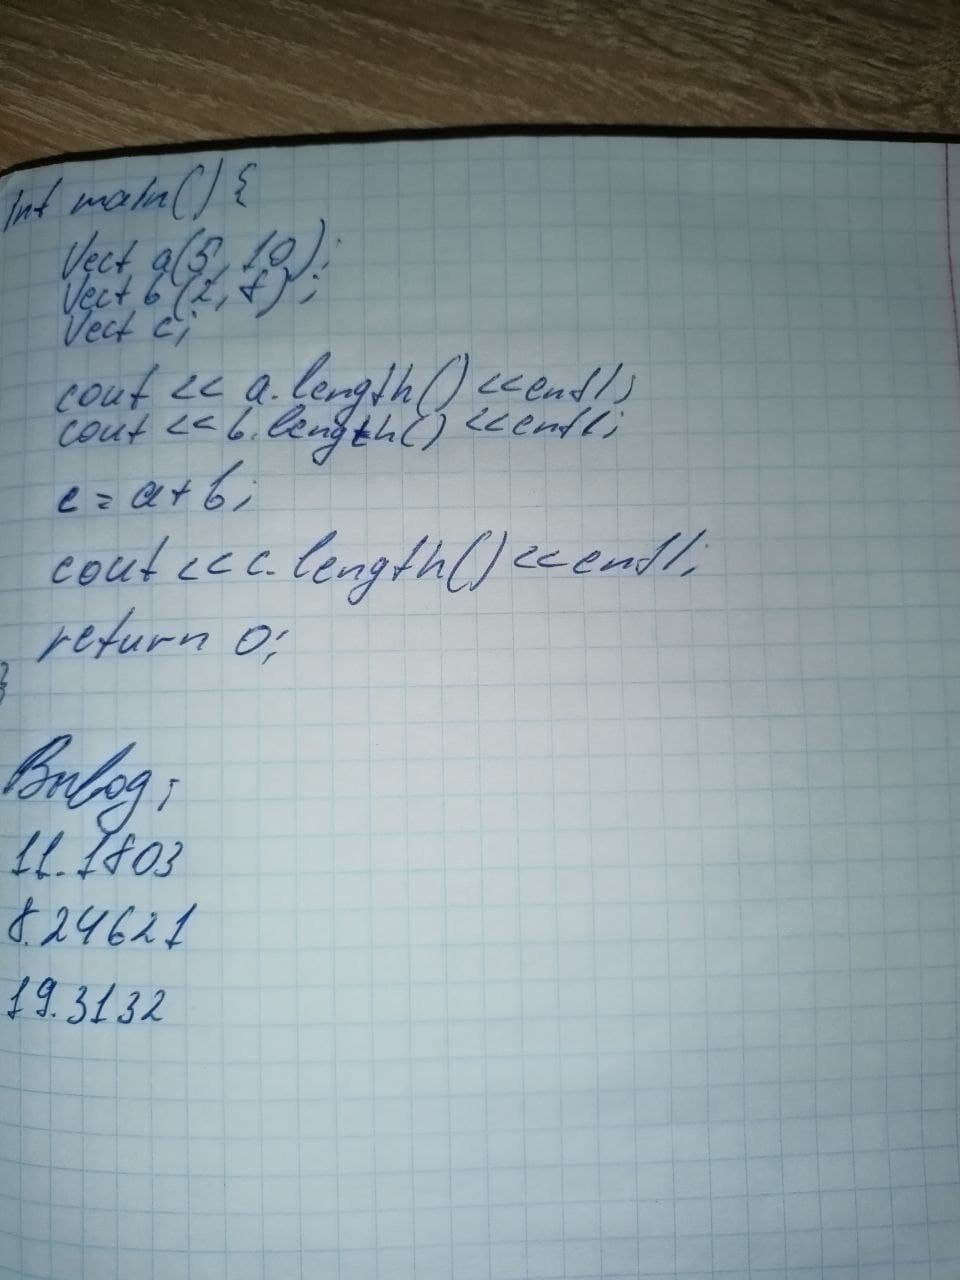 int main() {
Vect a(5, 10);
Vect b(2, 8);
Vect c;
cout << a.length() << endl;
cout << b.length() << endl;
c = a + b;
cout << c.length() << endl;
return 0;
}
Вывод:
11.1803
8.24621
19.3132